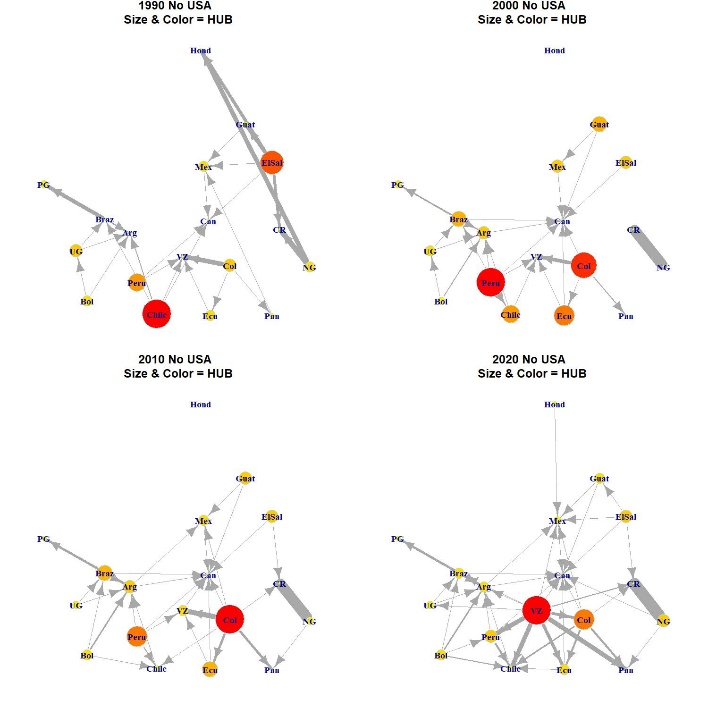 1990 No USA
Size & Color = HUB
Hond
Guat
Mex
ElSal
PG
Braz
Can
Arg
CR
UG
VZ
Col
NG
Peru
Bol
Chile
Ecu
Pan
2000 No USA
Size & Color = HUB
Hond
Guat
Mex
ElSal
PG
Braz
Can
Arg
CR
UG
VZ
Col
NG
Peru
Bol
Chile
Ecu
Pan
2010 No USA
Size & Color = HUB
Hond
Guat
Mex
ElSal
PG
Braz
Can
Arg
CR
UG
VZ
Col
NG
Peru
Bol
Chile
Ecu
Pan
2020 No USA
Size & Color = HUB
Hond
Guat
Mex
ElSal
PG
Braz
Can
Arg
CR
UG
VZ
Col
NG
Peru
Bol
Chile
Ecu
Pan